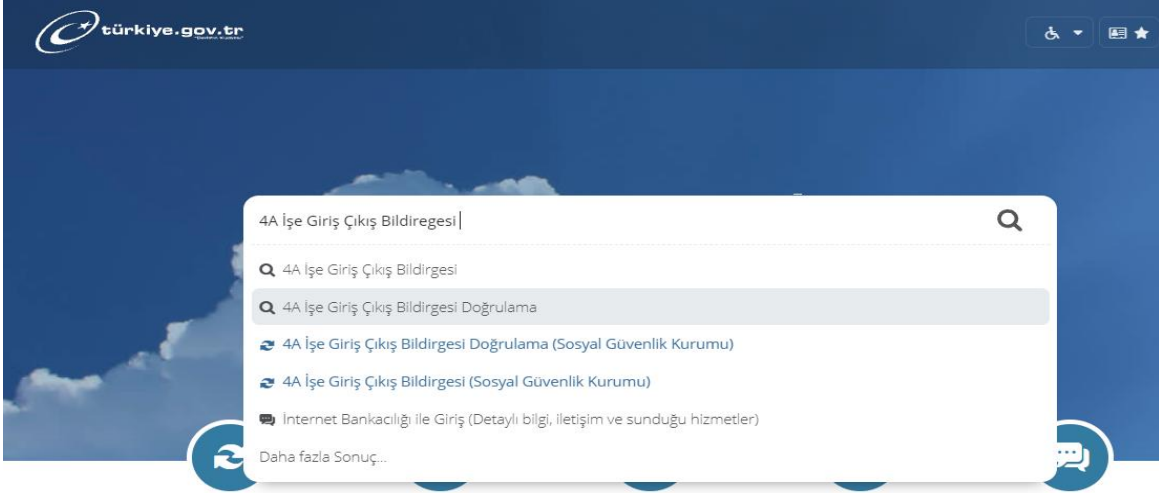 türkiye.gov.tr
4A İşe Giriş Çıkış Bildiregesi
4A İşe Giriş Çıkış Bildirgesi
4A İşe Giriş Çıkış Bildirgesi Doğrulama
4A İşe Giriş Çıkış Bildirgesi Doğrulama (Sosyal Güvenlik Kurumu)
4A İşe Giriş Çıkış Bildirgesi (Sosyal Güvenlik Kurumu)
İnternet Bankacılığı ile Giriş (Detaylı bilgi, iletişim ve sunduğu hizmetler)
Daha fazla Sonuç...